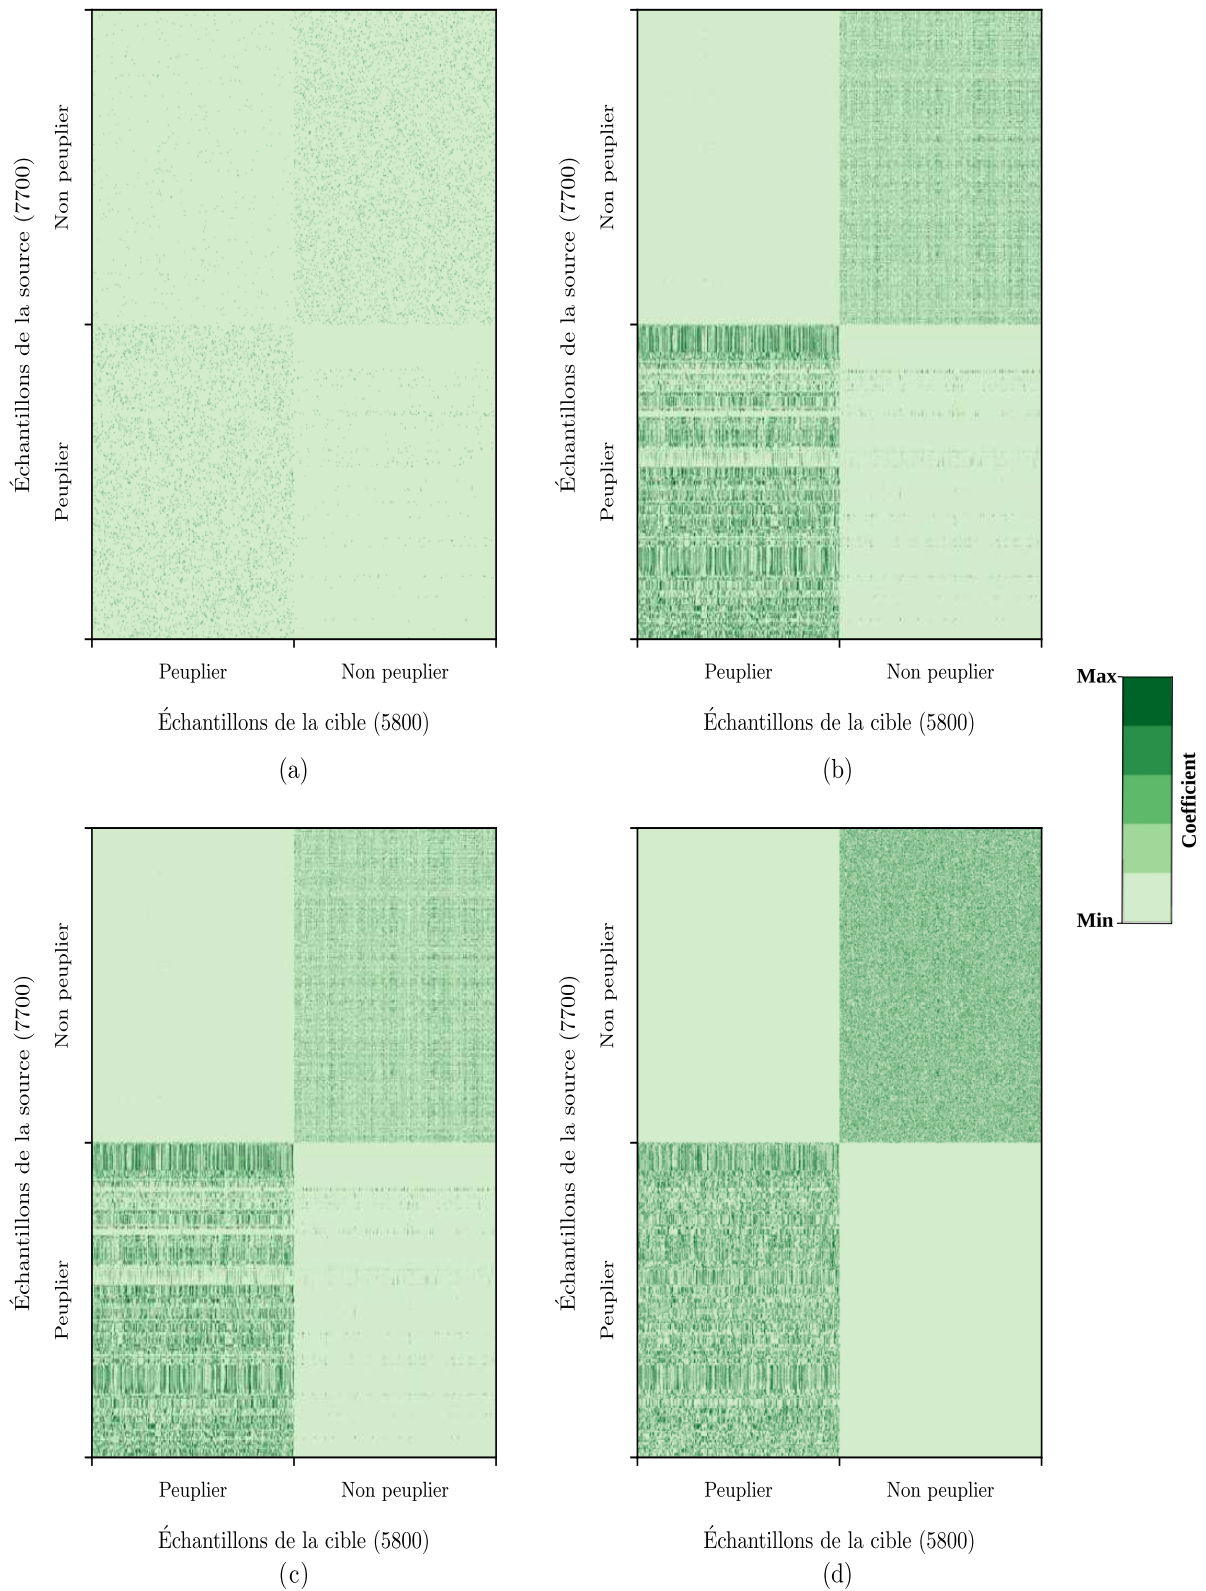 Échantillons de la source (7700)
Non peuplier
Peuplier
Peuplier Non peuplier
Échantillons de la cible (5800)
(a)
Échantillons de la source (7700)
Non peuplier
Peuplier
Peuplier Non peuplier
Échantillons de la cible (5800)
(b)
Max
Min
Coefficient
Échantillons de la source (7700)
Non peuplier
Peuplier
Peuplier Non peuplier
Échantillons de la cible (5800)
(c)
Échantillons de la source (7700)
Non peuplier
Peuplier
Peuplier Non peuplier
Échantillons de la cible (5800)
(d)